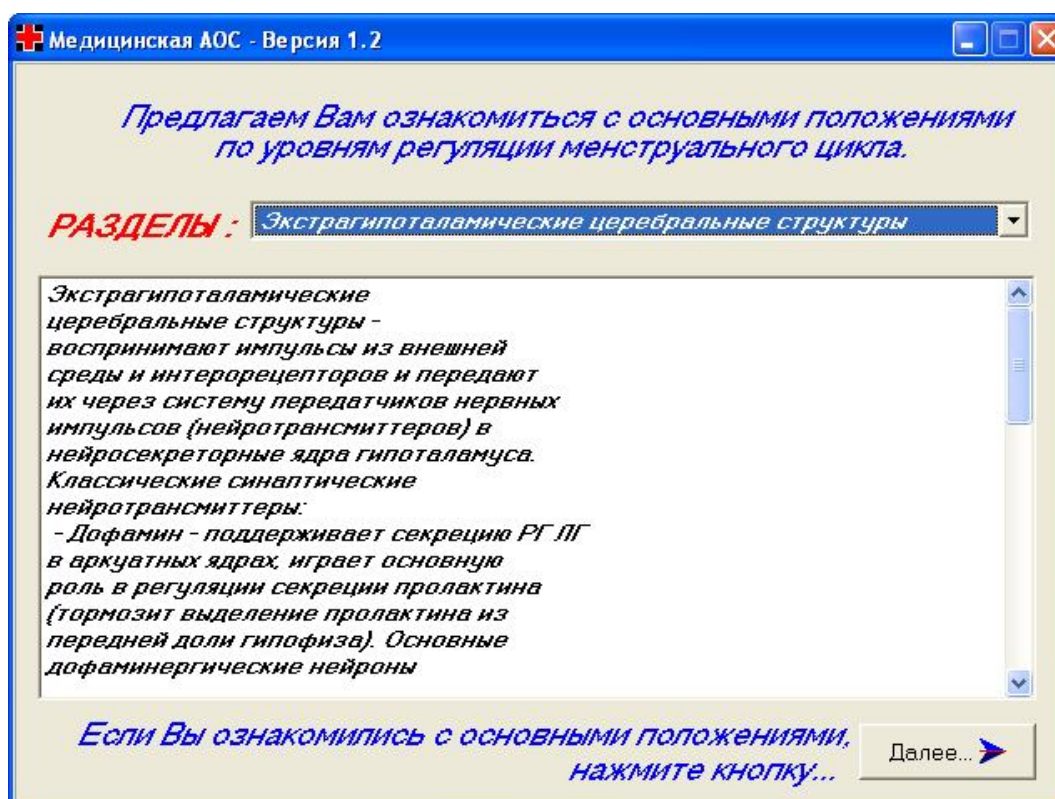 Медицинская АОС - Версия 1.2
Предлагаем Вам ознакомиться с основными положениями
по уровням регуляции менструального цикла.
РАЗДЕЛЫ : Экстрагипоталамические церебральные структуры
Экстрагипоталамические
церебральные структуры -
воспринимают импульсы из внешней
среды и интерорецепторов и передают
их через систему передатчиков нервных
импульсов (нейротрансмиттеров) в
нейросекреторные ядра гипоталамуса.
Классические синаптические
нейротрансмиттеры:
- Дофамин - поддерживает секрецию РГ ЛГ
в аркуатных ядрах, играет основную
роль в регуляции секреции пролактина
(тормозит выделение пролактина из
передней доли гипофиза). Основные
дофаминергические нейроны
Если Вы ознакомились с основными положениями,
нажмите кнопку...
Далее...